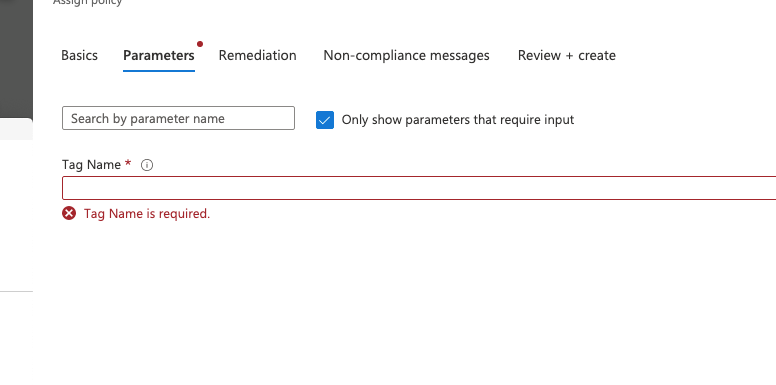 Assign policy
Basics Parameters Remediation Non-compliance messages Review + create
Search by parameter name Only show parameters that require input
Tag Name *
Tag Name is required.